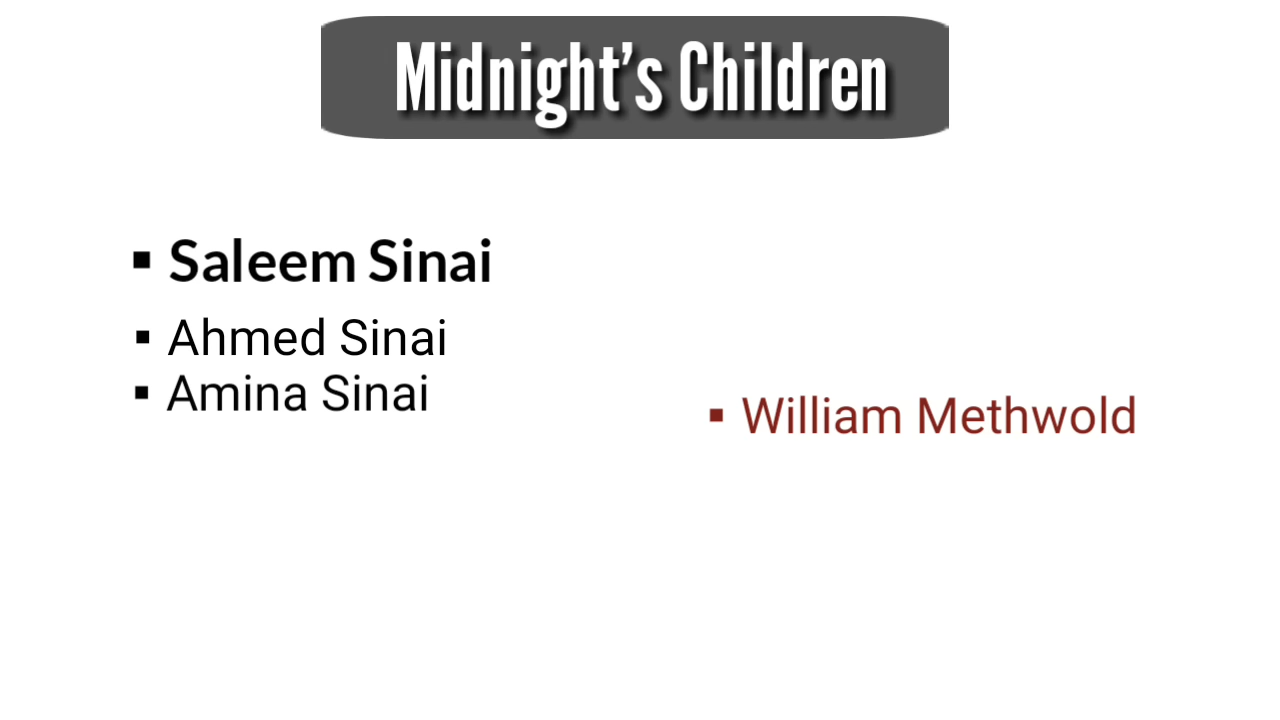 Midnight’s Children
▪ Saleem Sinai
▪ Ahmed Sinai
▪ Amina Sinai
▪ William Methwold